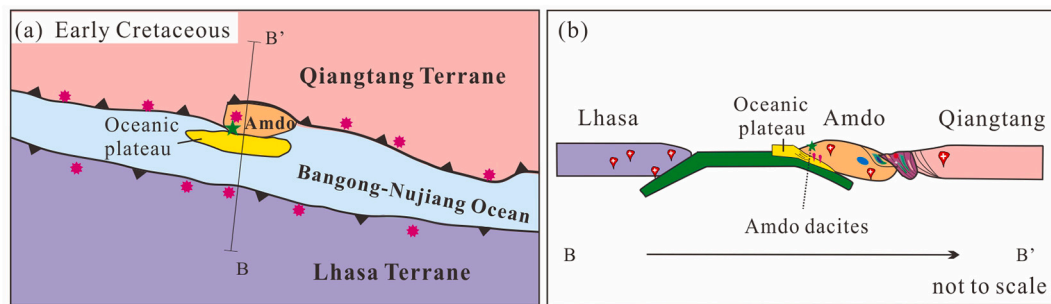 (a) Early Cretaceous
B’
Qiangtang Terrane
Amdo
Oceanic
plateau
Bangong-Nujiang Ocean
B
Lhasa Terrane
(b)
Oceanic
plateau
Lhasa
Amdo
Qiangtang
Amdo dacites
B
B’
not to scale